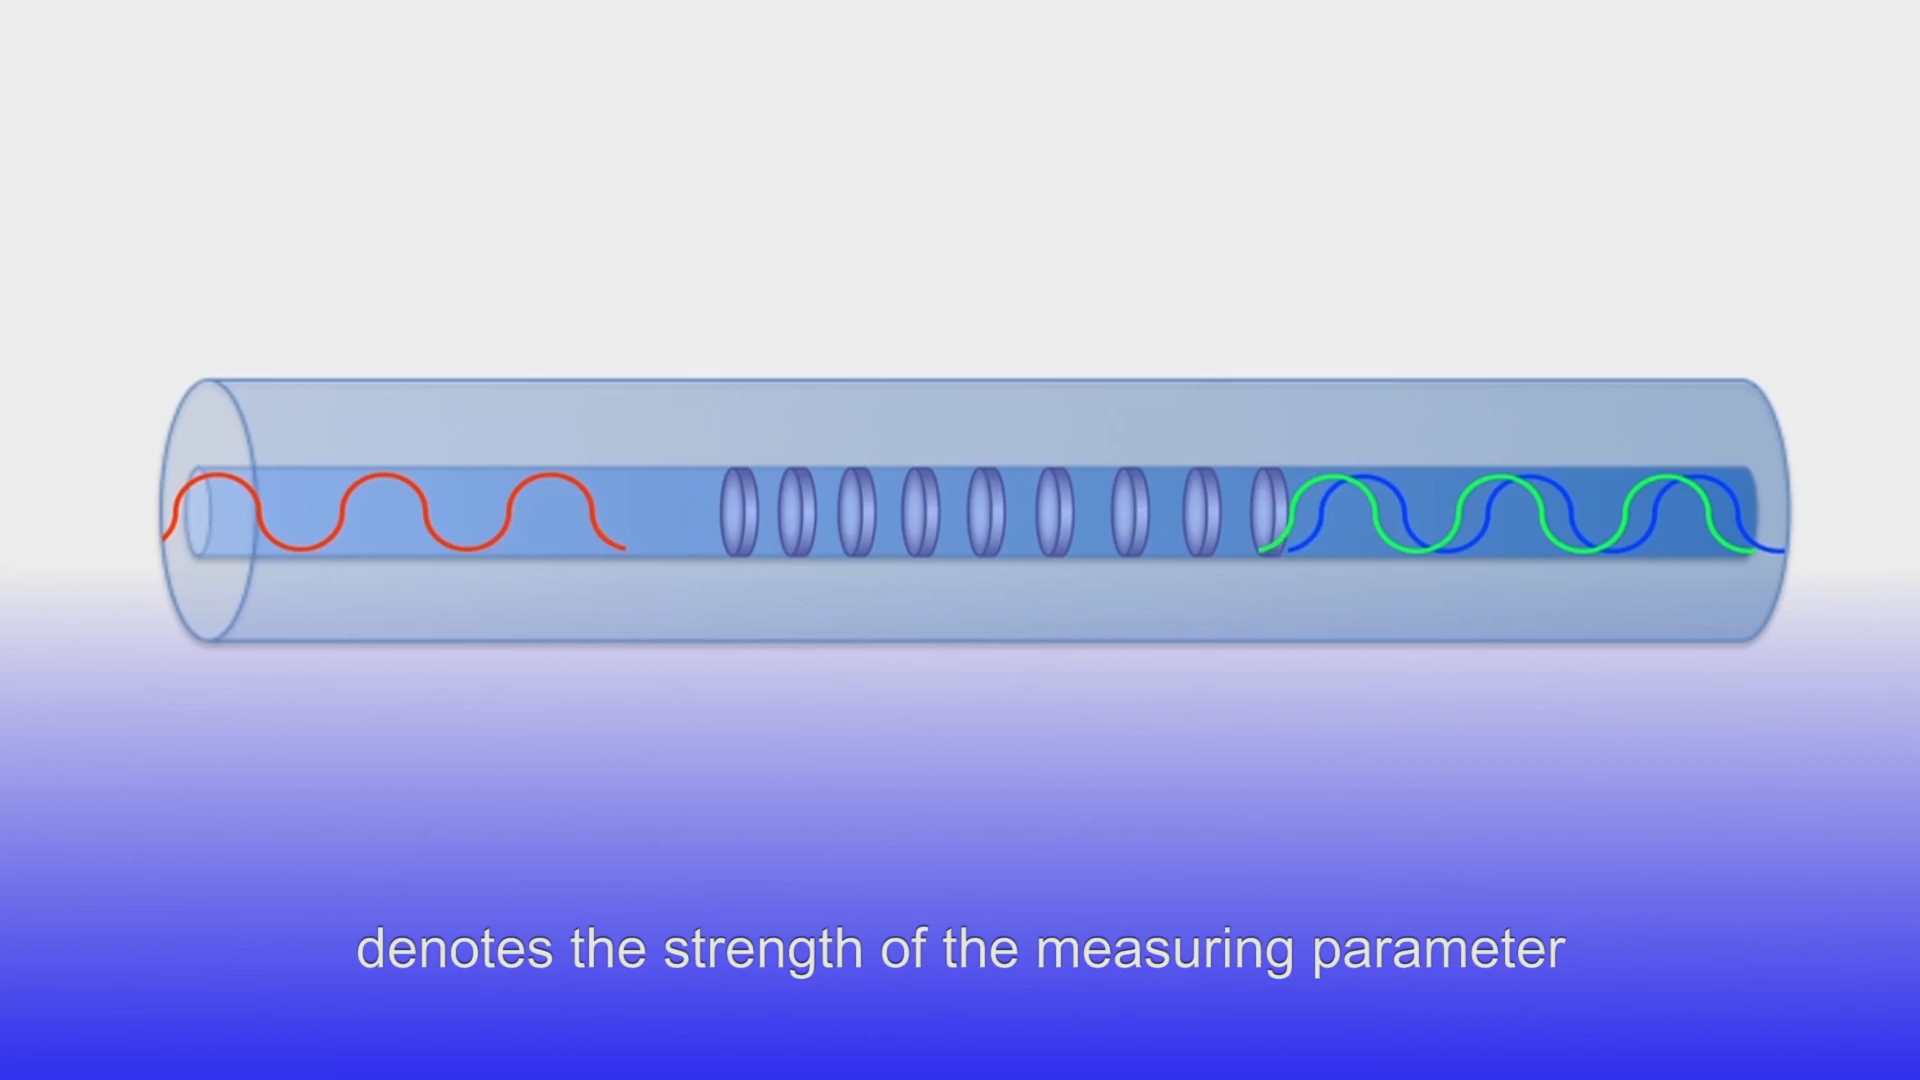 denotes the strength of the measuring parameter